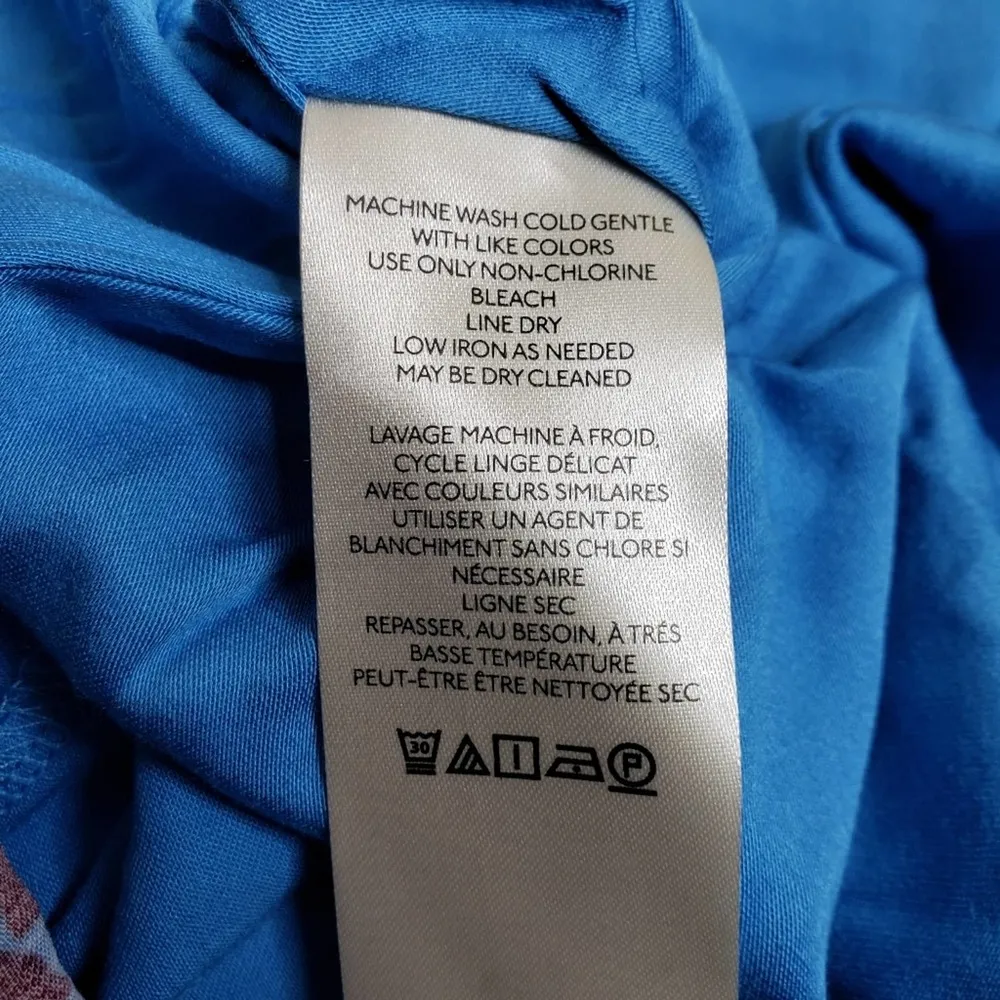 MACHINE WASH COLD GENTLE
WITH LIKE COLORS
USE ONLY NON-CHLORINE
BLEACH
LINE DRY
LOW IRON AS NEEDED
MAY BE DRY CLEANED
LAVAGE MACHINE À FROID,
CYCLE LINGE DÉLICAT
AVEC COULEURS SIMILAIRES
UTILISER UN AGENT DE
BLANCHIMENT SANS CHLORE SI
NÉCESSAIRE
LIGNE SEC
REPASSER, AU BESOIN, À TRÉS
BASSE TEMPÉRATURE
PEUT-ÊTRE ÊTRE NETTOYÉE SEC
30 P